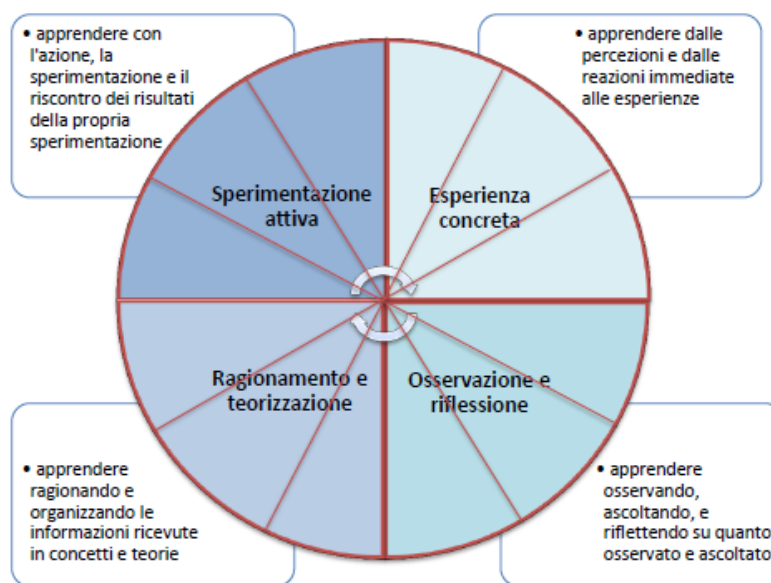 • apprendere con
l'azione, la
sperimentazione e il
riscontro dei risultati
della propria
sperimentazione
• apprendere dalle
percezioni e dalle
reazioni immediate
alle esperienze
Sperimentazione
attiva
Esperienza
concreta
Ragionamento e
teorizzazione
Osservazione e
riflessione
• apprendere
ragionando e
organizzando le
informazioni ricevute
in concetti e teorie
• apprendere
osservando,
ascoltando, e
riflettendo su quanto
osservato e ascoltato